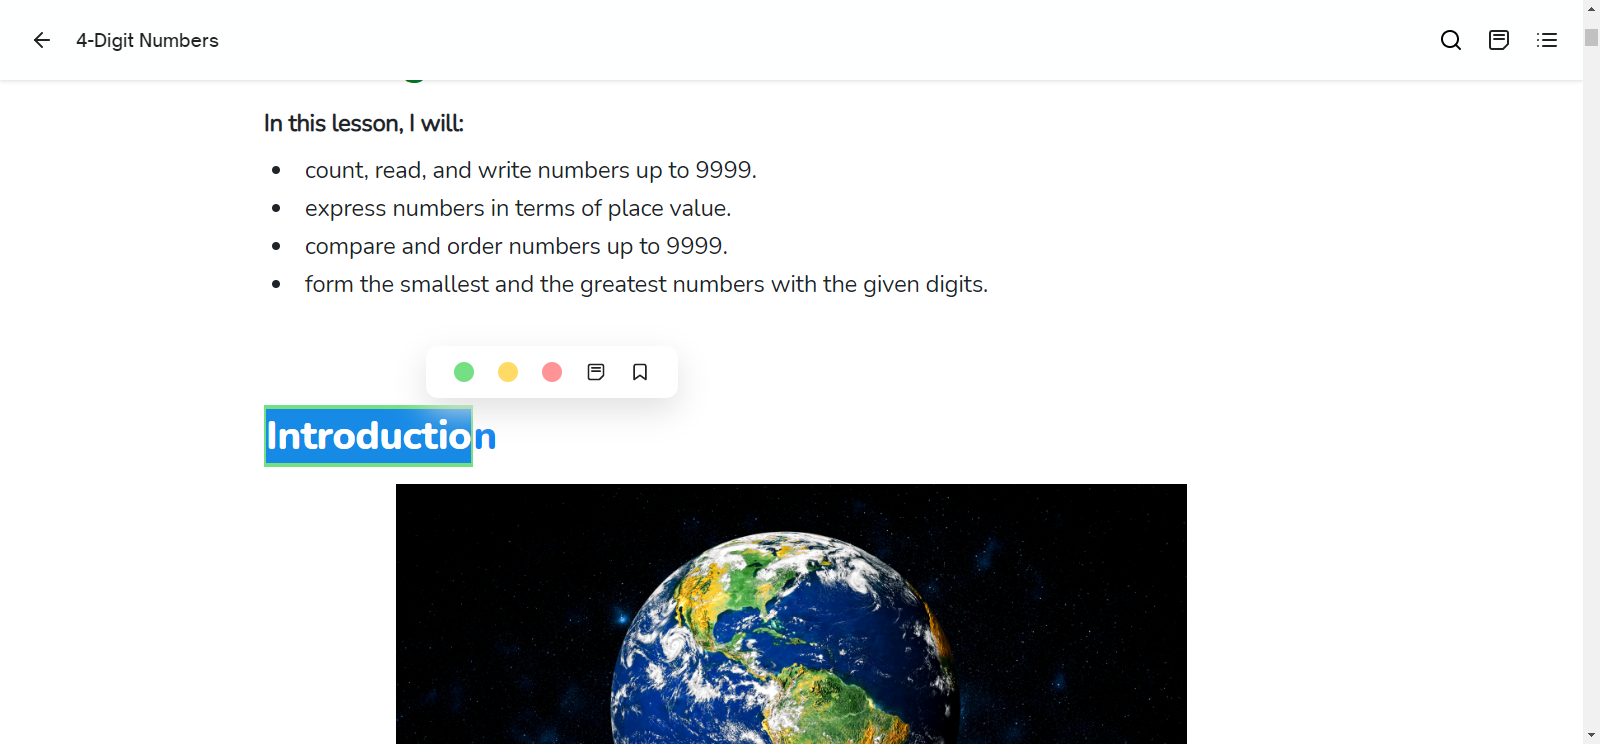 4-Digit Numbers
In this lesson, I will:
count, read, and write numbers up to 9999.
express numbers in terms of place value.
compare and order numbers up to 9999.
form the smallest and the greatest numbers with the given digits.
Introduction